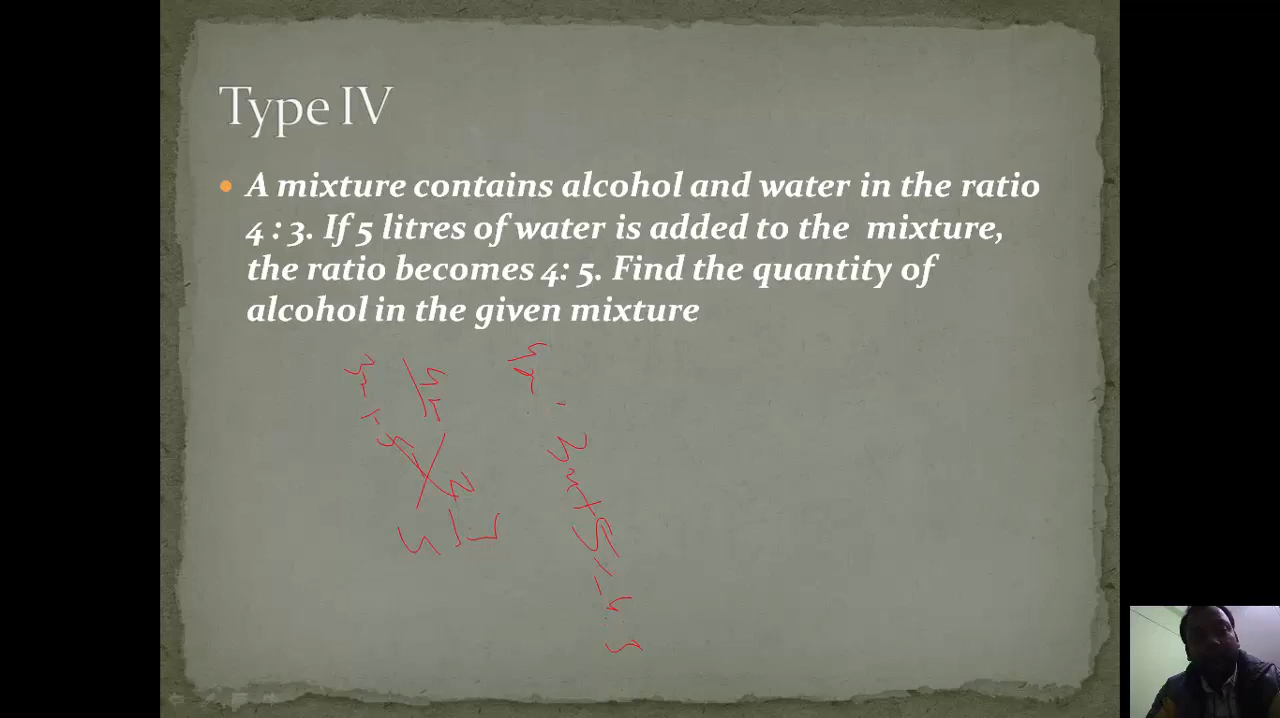 Type IV
A mixture contains alcohol and water in the ratio
4 : 3. If 5 litres of water is added to the mixture,
the ratio becomes 4: 5. Find the quantity of
alcohol in the given mixture